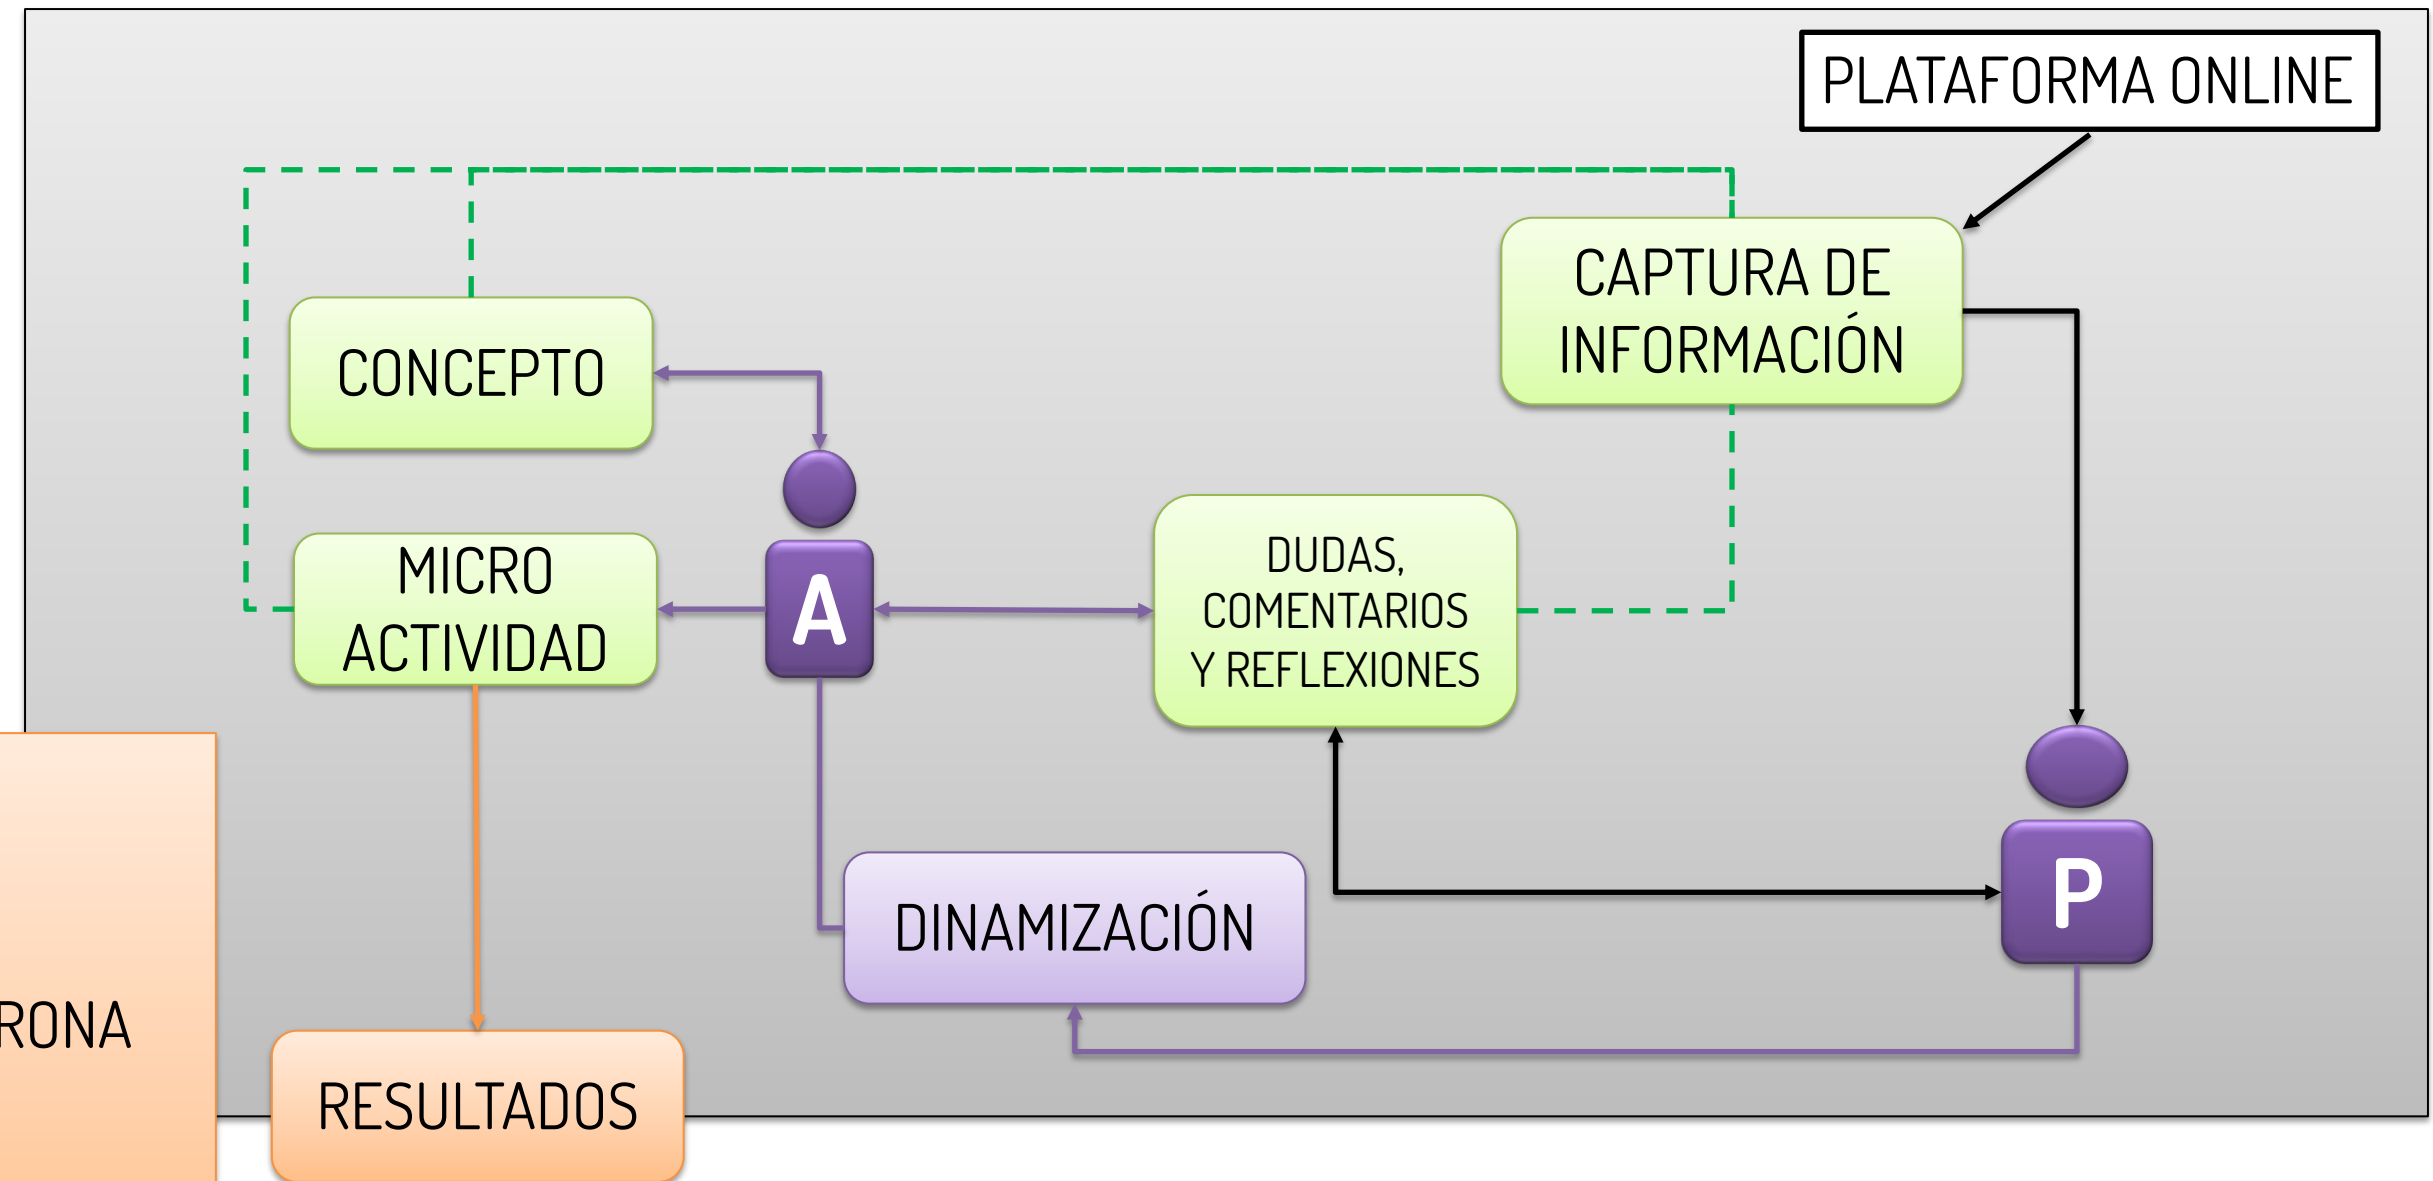 PLATAFORMA ONLINE
CAPTURA DE
INFORMACIÓN
CONCEPTO
MICRO
ACTIVIDAD
A
DUDAS,
COMENTARIOS
Y REFLEXIONES
P
DINAMIZACIÓN
RONA
RESULTADOS